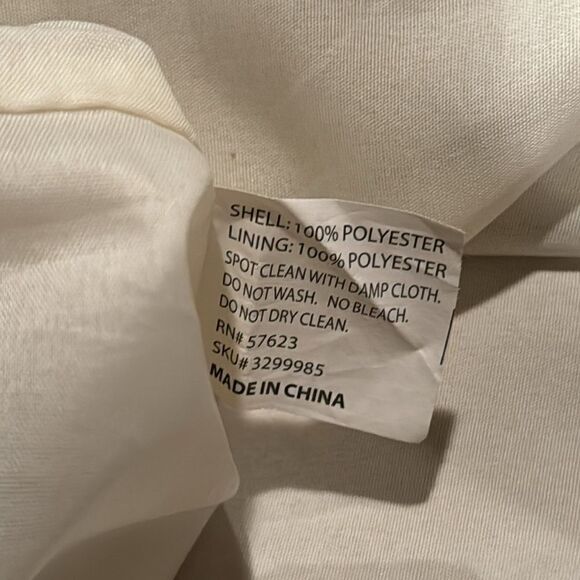 SHELL: 100% POLYESTER
LINING: 100% POLYESTER
SPOT CLEAN WITH DAMP CLOTH.
DO NOT WASH. NO BLEACH.
DO NOT DRY CLEAN.
RN# 57623
SKU# 3299985
MADE IN CHINA